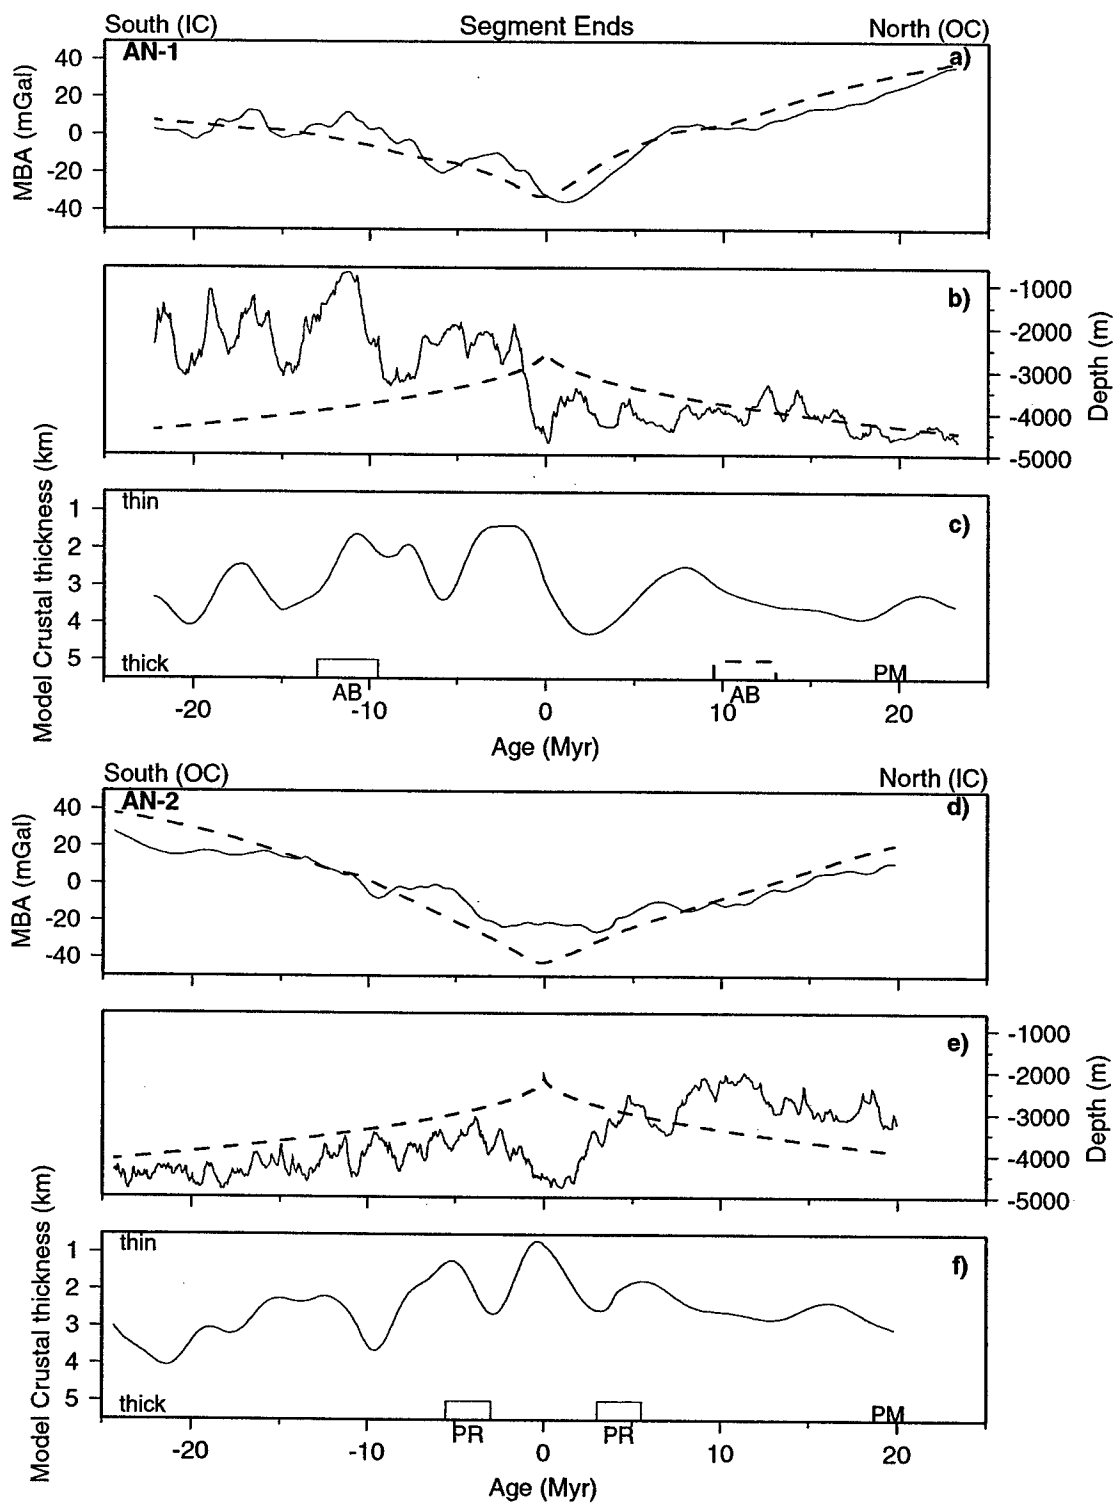 South (IC) Segment Ends North (OC)
AN-1 a)
MBA (mGal)
40
20
0
-20
-40
b)
-1000
-2000
-3000
-4000
-5000
Depth (m)
Model Crustal thickness (km)
thin c)
1
2
3
4
5
thick AB AB PM
-20 -10 0 10 20
Age (Myr)
South (OC) North (IC)
AN-2 d)
MBA (mGal)
40
20
0
-20
-40
e)
-1000
-2000
-3000
-4000
-5000
Depth (m)
Model Crustal thickness (km)
thin f)
1
2
3
4
5
thick PR PR PM
-20 -10 0 10 20
Age (Myr)